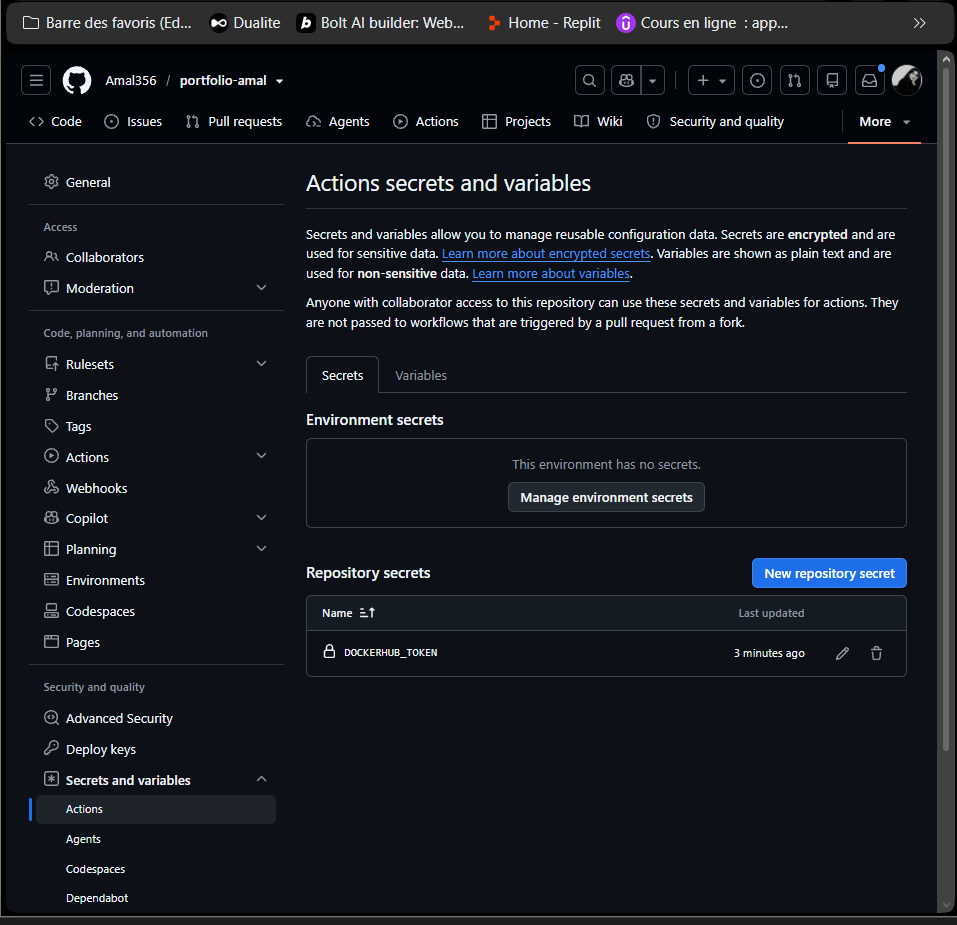 Barre des favoris (Ed... Dualite Bolt AI builder: Web... Home - Replit Cours en ligne : app...
Amal356 / portfolio-amal
Code Issues Pull requests Agents Actions Projects Wiki Security and quality More
General
Access
Collaborators
Moderation
Code, planning, and automation
Rulesets
Branches
Tags
Actions
Webhooks
Copilot
Planning
Environments
Codespaces
Pages
Security and quality
Advanced Security
Deploy keys
Secrets and variables
Actions
Agents
Codespaces
Dependabot
Actions secrets and variables
Secrets and variables allow you to manage reusable configuration data. Secrets are encrypted and are
used for sensitive data. Learn more about encrypted secrets. Variables are shown as plain text and are
used for non-sensitive data. Learn more about variables.
Anyone with collaborator access to this repository can use these secrets and variables for actions. They
are not passed to workflows that are triggered by a pull request from a fork.
Secrets Variables
Environment secrets
This environment has no secrets.
Manage environment secrets
Repository secrets New repository secret
Name Last updated
DOCKERHUB_TOKEN 3 minutes ago